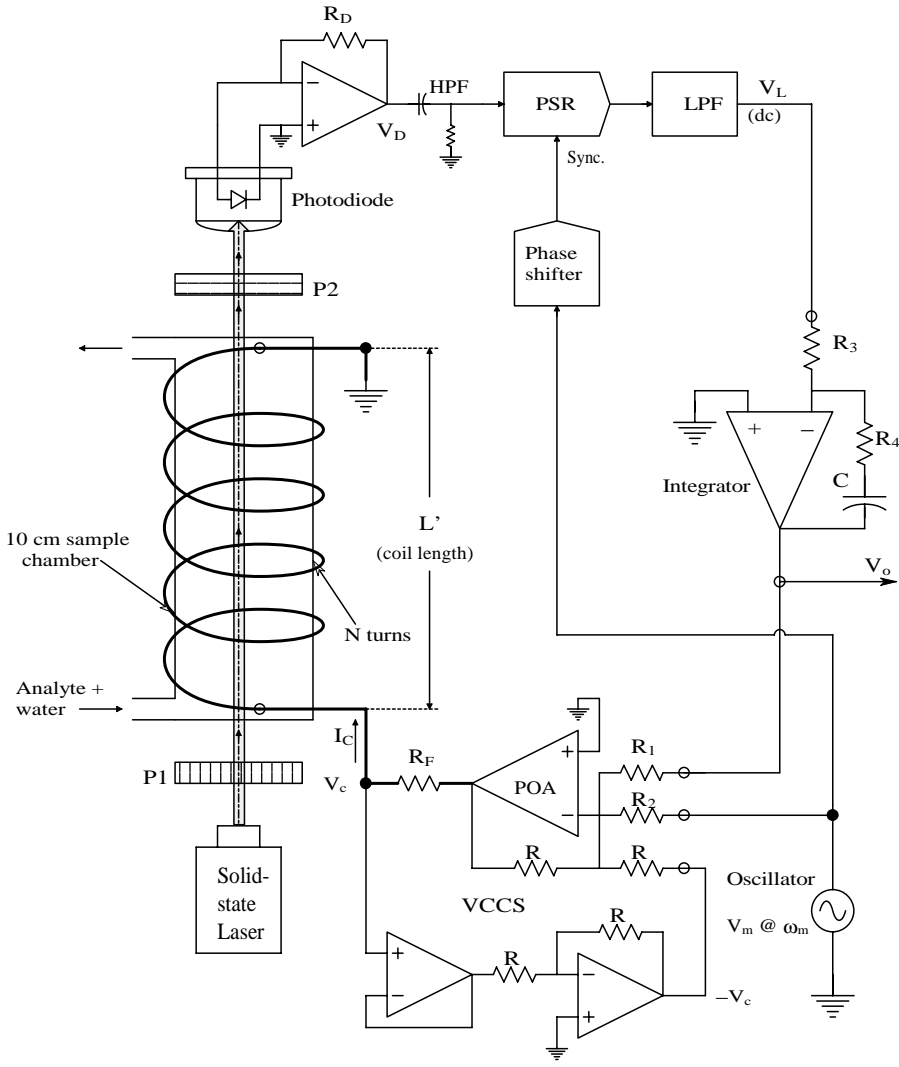 R_D
HPF
PSR
LPF
V_L
(dc)
−
+
V_D
Sync.
Photodiode
Phase
shifter
P2
R_3
+
−
R_4
C
Integrator
L’
(coil length)
10 cm sample
chamber
V_o
N turns
Analyte +
water
I_C
R_F
+
R_1
P1
V_c
POA
R_2
−
R
R
Oscillator
Solid-
state
Laser
VCCS
V_m @ ω_m
R
R
+
−
−
+
−V_c